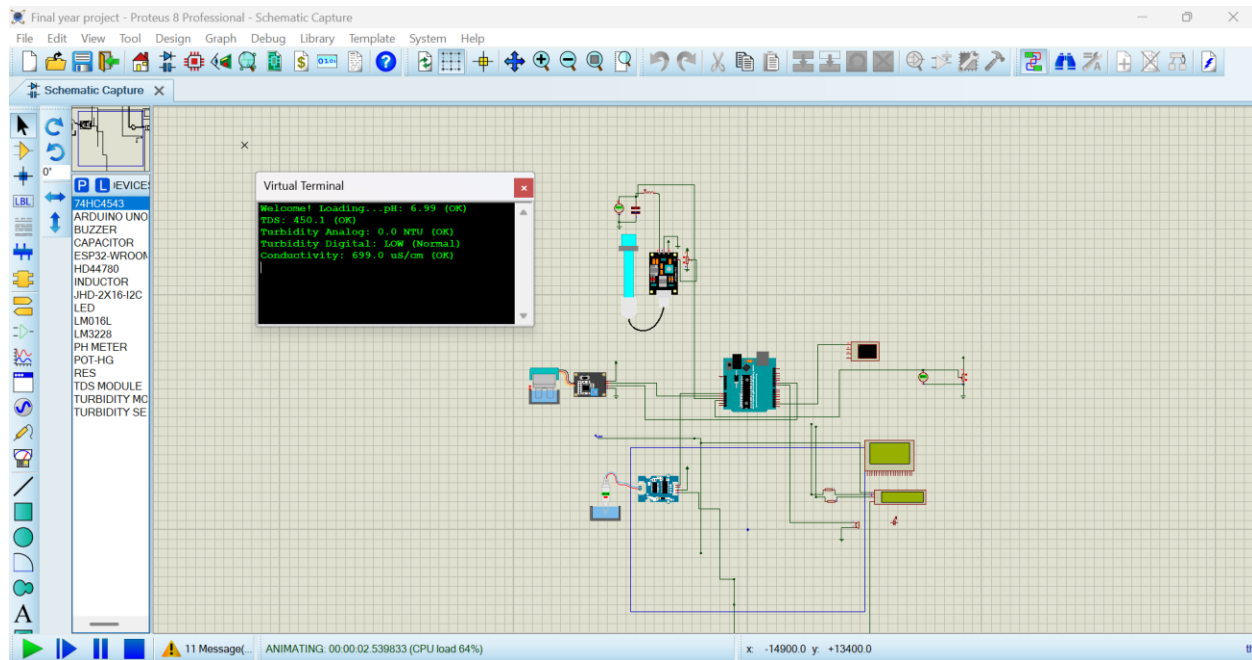 Final year project - Proteus 8 Professional - Schematic Capture
File Edit View Tool Design Graph Debug Library Template System Help
Schematic Capture
0°
P L
EVICE
LBL
74HC4543
ARDUINO UNO
BUZZER
CAPACITOR
ESP32-WROOM
HD44780
INDUCTOR
JHD-2X16-I2C
LED
LM016L
LM3228
PH METER
POT-HG
RES
TDS MODULE
TURBIDITY MC
TURBIDITY SE
A
Virtual Terminal
Welcome! Loading...pH: 6.99 (OK)
TDS: 450.1 (OK)
Turbidity Analog: 0.0 NTU (OK)
Turbidity Digital: LOW (Normal)
Conductivity: 699.0 uS/cm (OK)
11 Message(...
ANIMATING: 00:00:02.539833 (CPU load 64%)
x: -14900.0 y: +13400.0
th